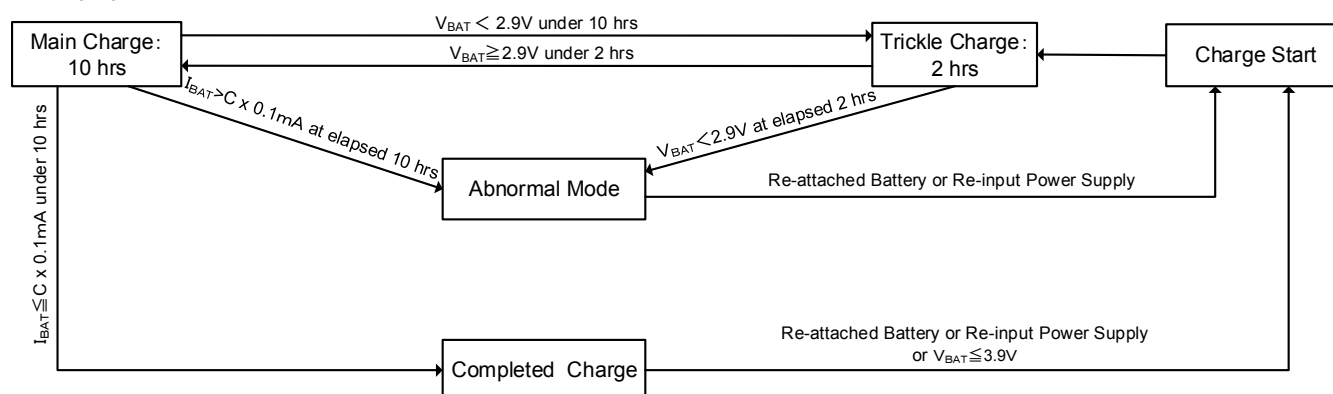 V_BAT < 2.9V under 10 hrs
Main Charge:
10 hrs
V_BAT≧2.9V under 2 hrs
Trickle Charge:
2 hrs
Charge Start
I_BAT>C x 0.1mA at elapsed 10 hrs
V_BAT<2.9V at elapsed 2 hrs
Abnormal Mode
Re-attached Battery or Re-input Power Supply
I_BAT≦C x 0.1mA under 10 hrs
Completed Charge
Re-attached Battery or Re-input Power Supply
or V_BAT≦3.9V